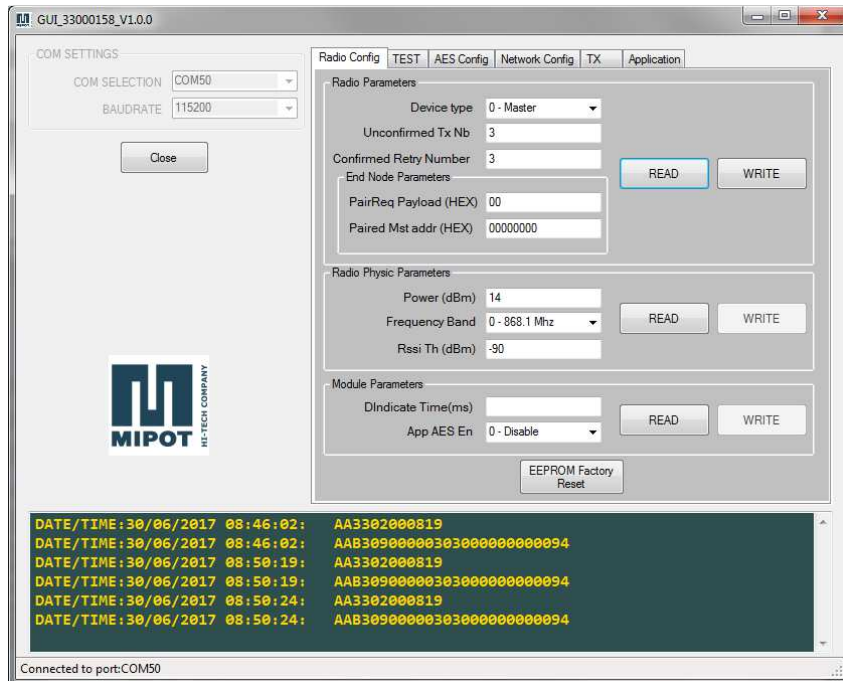 GUI_33000158_V1.0.0
COM SETTINGS
COM SELECTION COM50
BAUDRATE 115200
Close
Radio Config TEST AES Config Network Config TX Application
Radio Parameters
Device type 0 - Master
Unconfirmed Tx Nb 3
Confirmed Retry Number 3
End Node Parameters
PairReq Payload (HEX) 00
Paired Mst addr (HEX) 00000000
READ WRITE
Radio Physic Parameters
Power (dBm) 14
Frequency Band 0 - 868.1 Mhz
Rssi Th (dBm) -90
READ WRITE
Module Parameters
DIndicate Time(ms)
App AES En 0 - Disable
READ WRITE
EEPROM Factory
Reset
MIPOT
HI-TECH COMPANY
DATE/TIME:30/06/2017 08:46:02: AA3302000819
DATE/TIME:30/06/2017 08:46:02: AAB30900000303000000000094
DATE/TIME:30/06/2017 08:50:19: AA3302000819
DATE/TIME:30/06/2017 08:50:19: AAB30900000303000000000094
DATE/TIME:30/06/2017 08:50:24: AA3302000819
DATE/TIME:30/06/2017 08:50:24: AAB30900000303000000000094
Connected to port:COM50